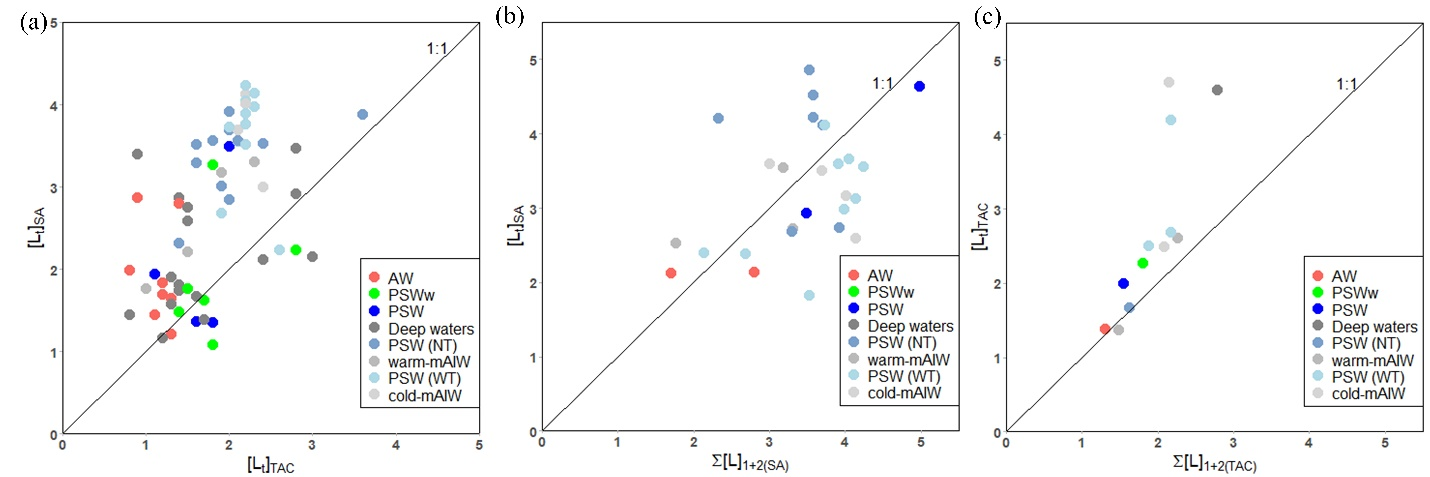 (a)
5
4
3
2
1
0
0 1 2 3 4 5
[Lt]SA
[Lt]TAC
1:1
AW
PSWw
PSW
Deep waters
PSW (NT)
warm-mAIW
PSW (WT)
cold-mAIW
(b)
5
4
3
2
1
0
0 1 2 3 4 5
[Lt]SA
Σ[L]1+2(SA)
1:1
AW
PSWw
PSW
Deep waters
PSW (NT)
warm-mAIW
PSW (WT)
cold-mAIW
(c)
5
4
3
2
1
0
0 1 2 3 4 5
[Lt]TAC
Σ[L]1+2(TAC)
1:1
AW
PSWw
PSW
Deep waters
PSW (NT)
warm-mAIW
PSW (WT)
cold-mAIW